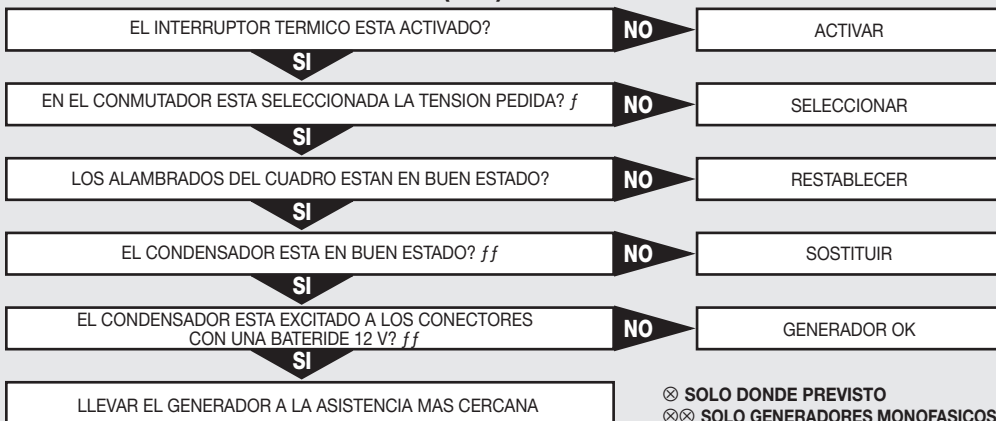 EL INTERRUPTOR TERMICO ESTA ACTIVADO?
NO
ACTIVAR
SI
EN EL CONMUTADOR ESTA SELECCIONADA LA TENSION PEDIDA? ƒ
NO
SELECCIONAR
SI
LOS ALAMBRADOS DEL CUADRO ESTAN EN BUEN ESTADO?
NO
RESTABLECER
SI
EL CONDENSADOR ESTA EN BUEN ESTADO? ƒƒ
NO
SOSTITUIR
SI
EL CONDENSADOR ESTA EXCITADO A LOS CONECTORES
CON UNA BATERIDE 12 V? ƒƒ
NO
GENERADOR OK
SI
LLEVAR EL GENERADOR A LA ASISTENCIA MAS CERCANA
⊗ SOLO DONDE PREVISTO
⊗⊗ SOLO GENERADORES MONOFASICOS